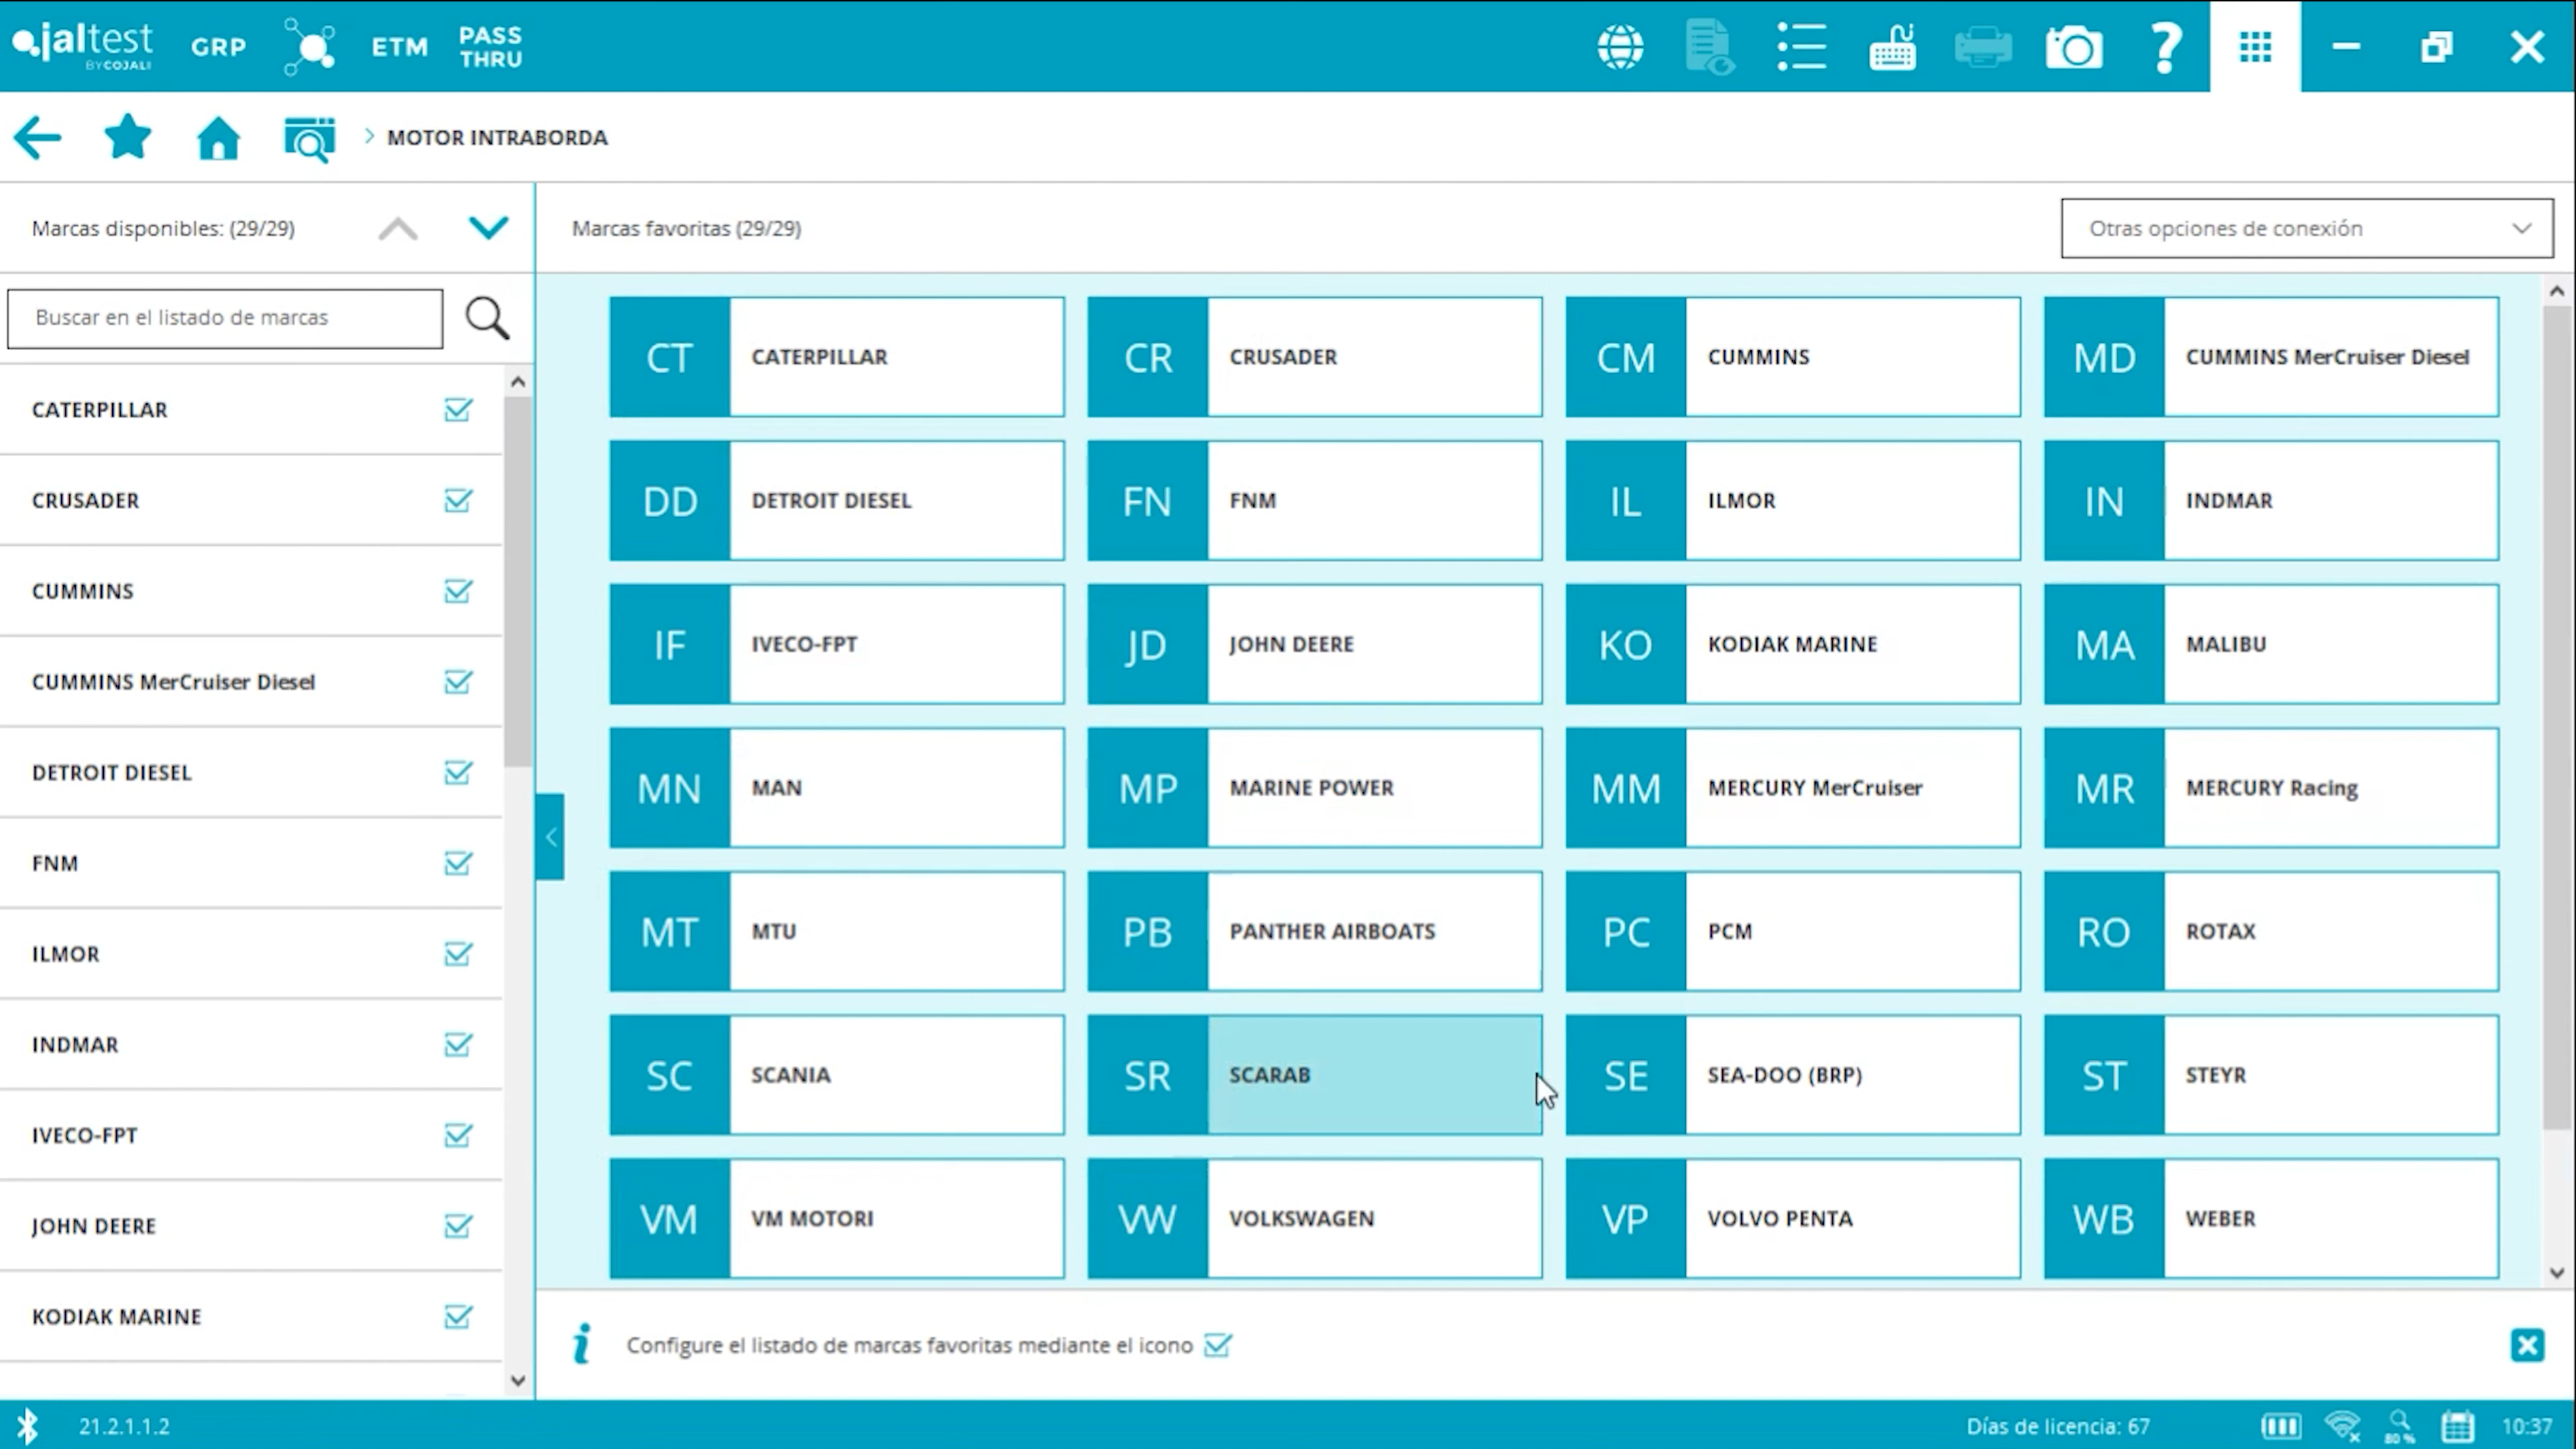 jaltest
BY COJALI
GRP
ETM
PASS
THRU
> MOTOR INTRABORDA
Marcas disponibles: (29/29)
Marcas favoritas (29/29)
Otras opciones de conexión
Buscar en el listado de marcas
CATERPILLAR
CRUSADER
CUMMINS
CUMMINS MerCruiser Diesel
DETROIT DIESEL
FNM
ILMOR
INDMAR
IVECO-FPT
JOHN DEERE
KODIAK MARINE
CT CATERPILLAR
CR CRUSADER
CM CUMMINS
MD CUMMINS MerCruiser Diesel
DD DETROIT DIESEL
FN FNM
IL ILMOR
IN INDMAR
IF IVECO-FPT
JD JOHN DEERE
KO KODIAK MARINE
MA MALIBU
MN MAN
MP MARINE POWER
MM MERCURY MerCruiser
MR MERCURY Racing
MT MTU
PB PANTHER AIRBOATS
PC PCM
RO ROTAX
SC SCANIA
SR SCARAB
SE SEA-DOO (BRP)
ST STEYR
VM VM MOTORI
VW VOLKSWAGEN
VP VOLVO PENTA
WB WEBER
Configure el listado de marcas favoritas mediante el icono
21.2.1.1.2
Días de licencia: 67
80 %
10:37